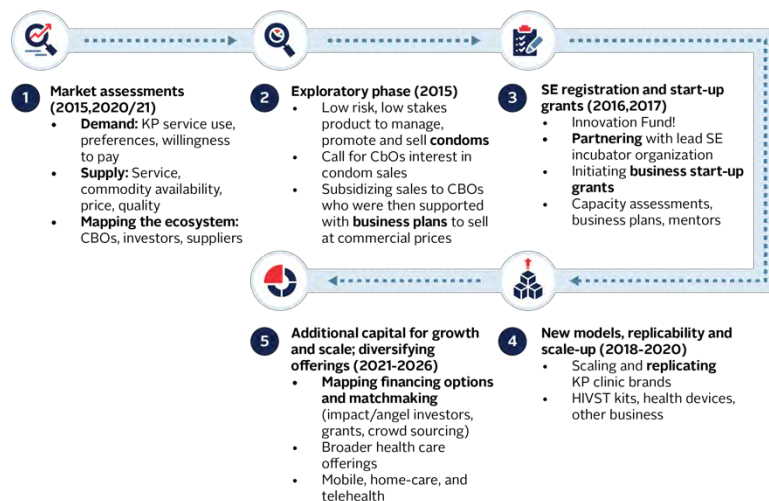 1
Market assessments
(2015,2020/21)
• Demand: KP service use,
preferences, willingness
to pay
• Supply: Service,
commodity availability,
price, quality
• Mapping the ecosystem:
CBOs, investors, suppliers
2
Exploratory phase (2015)
• Low risk, low stakes
product to manage,
promote and sell condoms
• Call for CbOs interest in
condom sales
• Subsidizing sales to CBOs
who were then supported
with business plans to sell
at commercial prices
3
SE registration and start-up
grants (2016,2017)
• Innovation Fund!
• Partnering with lead SE
incubator organization
• Initiating business start-up
grants
• Capacity assessments,
business plans, mentors
4
New models, replicability and
scale-up (2018-2020)
• Scaling and replicating
KP clinic brands
• HIVST kits, health devices,
other business
5
Additional capital for growth
and scale; diversifying
offerings (2021-2026)
• Mapping financing options
and matchmaking
(impact/angel investors,
grants, crowd sourcing)
• Broader health care
offerings
• Mobile, home-care, and
telehealth